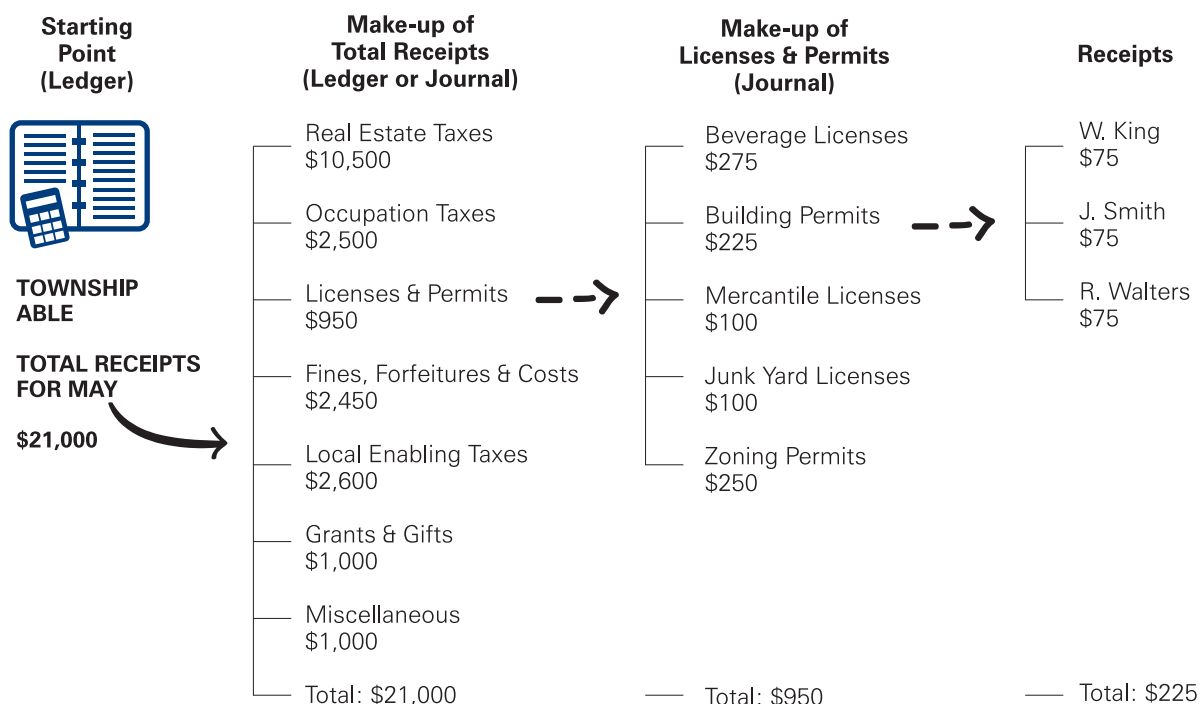 Starting
Point
(Ledger)
TOWNSHIP
ABLE
TOTAL RECEIPTS
FOR MAY
$21,000
Make-up of
Total Receipts
(Ledger or Journal)
Real Estate Taxes
$10,500
Occupation Taxes
$2,500
Licenses & Permits
$950
Fines, Forfeitures & Costs
$2,450
Local Enabling Taxes
$2,600
Grants & Gifts
$1,000
Miscellaneous
$1,000
Total: $21,000
Make-up of
Licenses & Permits
(Journal)
Beverage Licenses
$275
Building Permits
$225
Mercantile Licenses
$100
Junk Yard Licenses
$100
Zoning Permits
$250
Total: $950
Receipts
W. King
$75
J. Smith
$75
R. Walters
$75
Total: $225